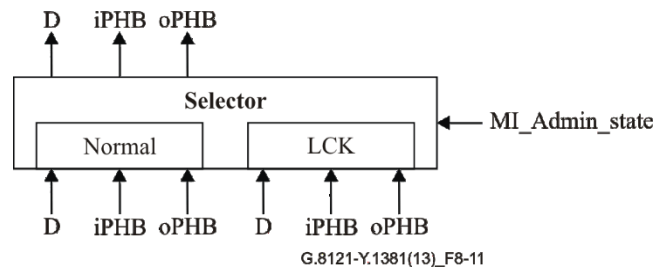 D iPHB oPHB
Selector
MI_Admin_state
Normal LCK
D iPHB oPHB D iPHB oPHB
G.8121-Y.1381(13)_F8-11